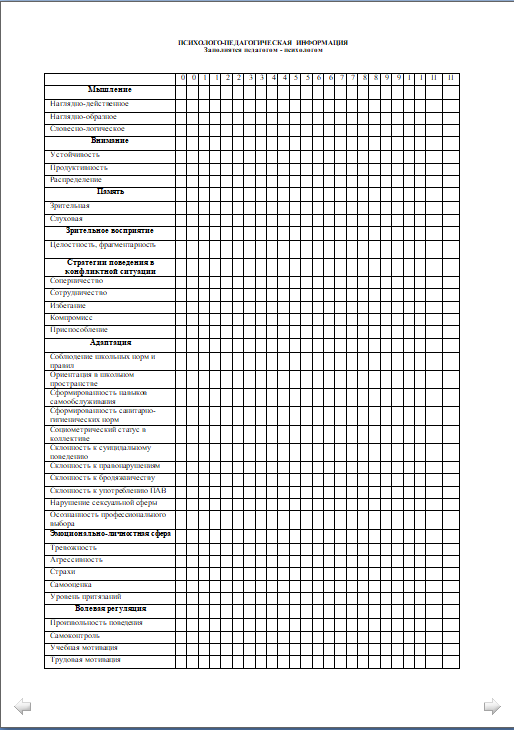 ПСИХОЛОГО-ПЕДАГОГИЧЕСКАЯ ИНФОРМАЦИЯ
Заполняется педагогом - психологом
0 0 1 1 2 2 3 3 4 4 5 5 6 6 7 7 8 8 9 9 1 1 11 11
Мышление
Наглядно-действенное
Наглядно-образное
Словесно-логическое
Внимание
Устойчивость
Продуктивность
Распределение
Память
Зрительная
Слуховая
Зрительное восприятие
Целостность, фрагментарность
Стратегии поведения в
конфликтной ситуации
Соперничество
Сотрудничество
Избегание
Компромисс
Приспособление
Адаптация
Соблюдение школьных норм и
правил
Ориентация в школьном
пространстве
Сформированность навыков
самообслуживания
Сформированность санитарно-
гигиенических норм
Социометрический статус в
коллективе
Склонность к суицидальному
поведению
Склонность к правонарушениям
Склонность к бродяжничеству
Склонность к употреблению ПАВ
Нарушение сексуальной сферы
Осознанность профессионального
выбора
Эмоционально-личностная сфера
Тревожность
Агрессивность
Страхи
Самооценка
Уровень притязаний
Волевая регуляция
Произвольность поведения
Самоконтроль
Учебная мотивация
Трудовая мотивация